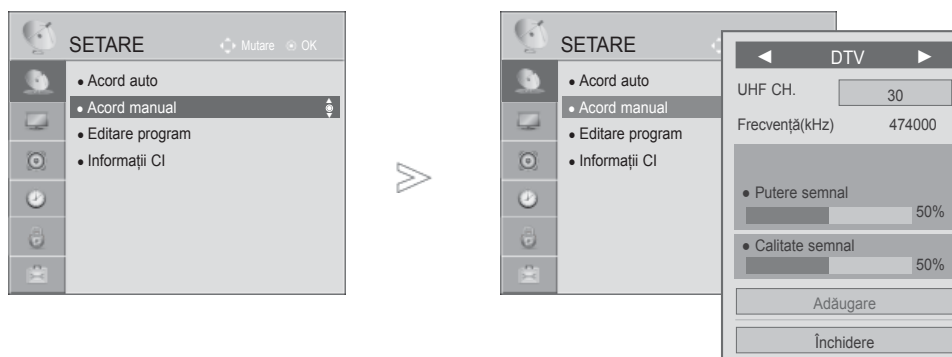 SETARE
Mutare
OK
• Acord auto
• Acord manual
• Editare program
• Informații CI
SETARE
• Acord auto
• Acord manual
• Editare program
• Informații CI
◄ DTV ►
UHF CH. 30
Frecvență(kHz) 474000
• Putere semnal
50%
• Calitate semnal
50%
Adăugare
Închidere